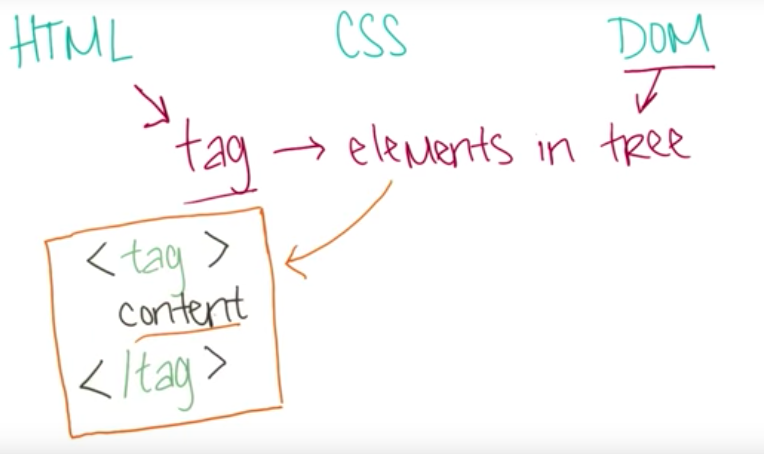 HTML CSS DOM
tag → elements in tree
<tag>
content
</tag>